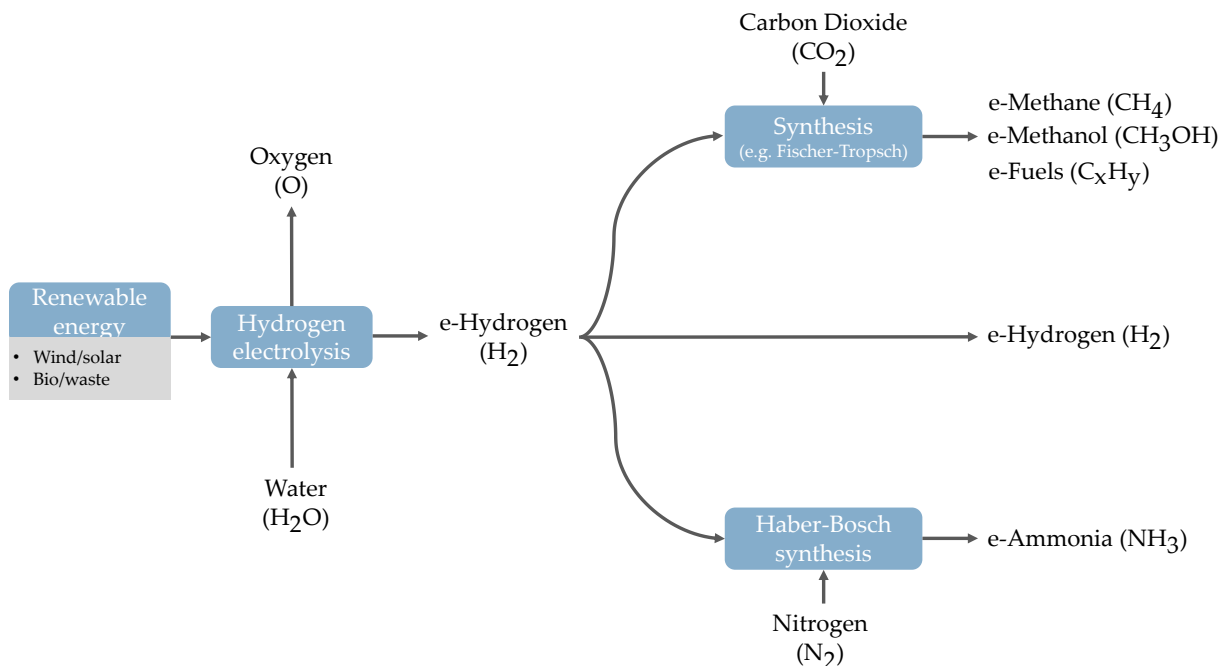 Carbon Dioxide
(CO₂)
Synthesis
(e.g. Fischer-Tropsch)
e-Methane (CH₄)
e-Methanol (CH₃OH)
e-Fuels (CₓHᵧ)
Oxygen
(O)
Renewable
energy
• Wind/solar
• Bio/waste
Hydrogen
electrolysis
e-Hydrogen
(H₂)
e-Hydrogen (H₂)
Water
(H₂O)
Haber-Bosch
synthesis
e-Ammonia (NH₃)
Nitrogen
(N₂)